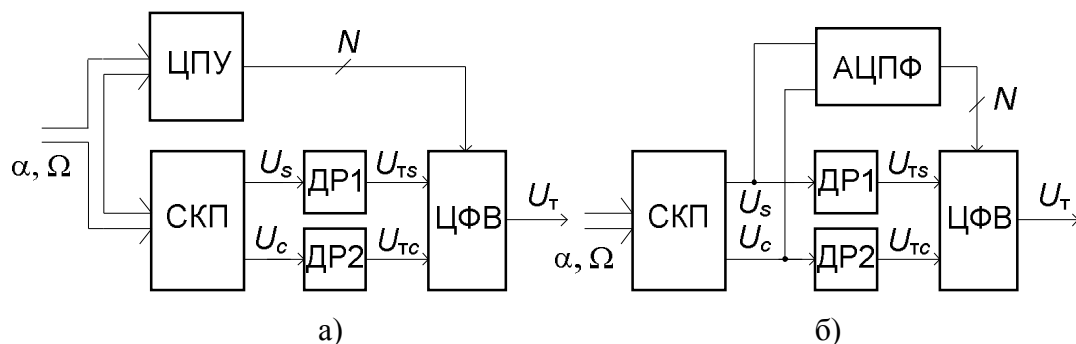 ЦПУ
N
α, Ω
СКП
U_s
ДР1
U_тs
ЦФВ
U_т
U_c
ДР2
U_тc
а)
АЦПФ
N
α, Ω
СКП
U_s
ДР1
U_тs
ЦФВ
U_т
U_c
ДР2
U_тc
б)